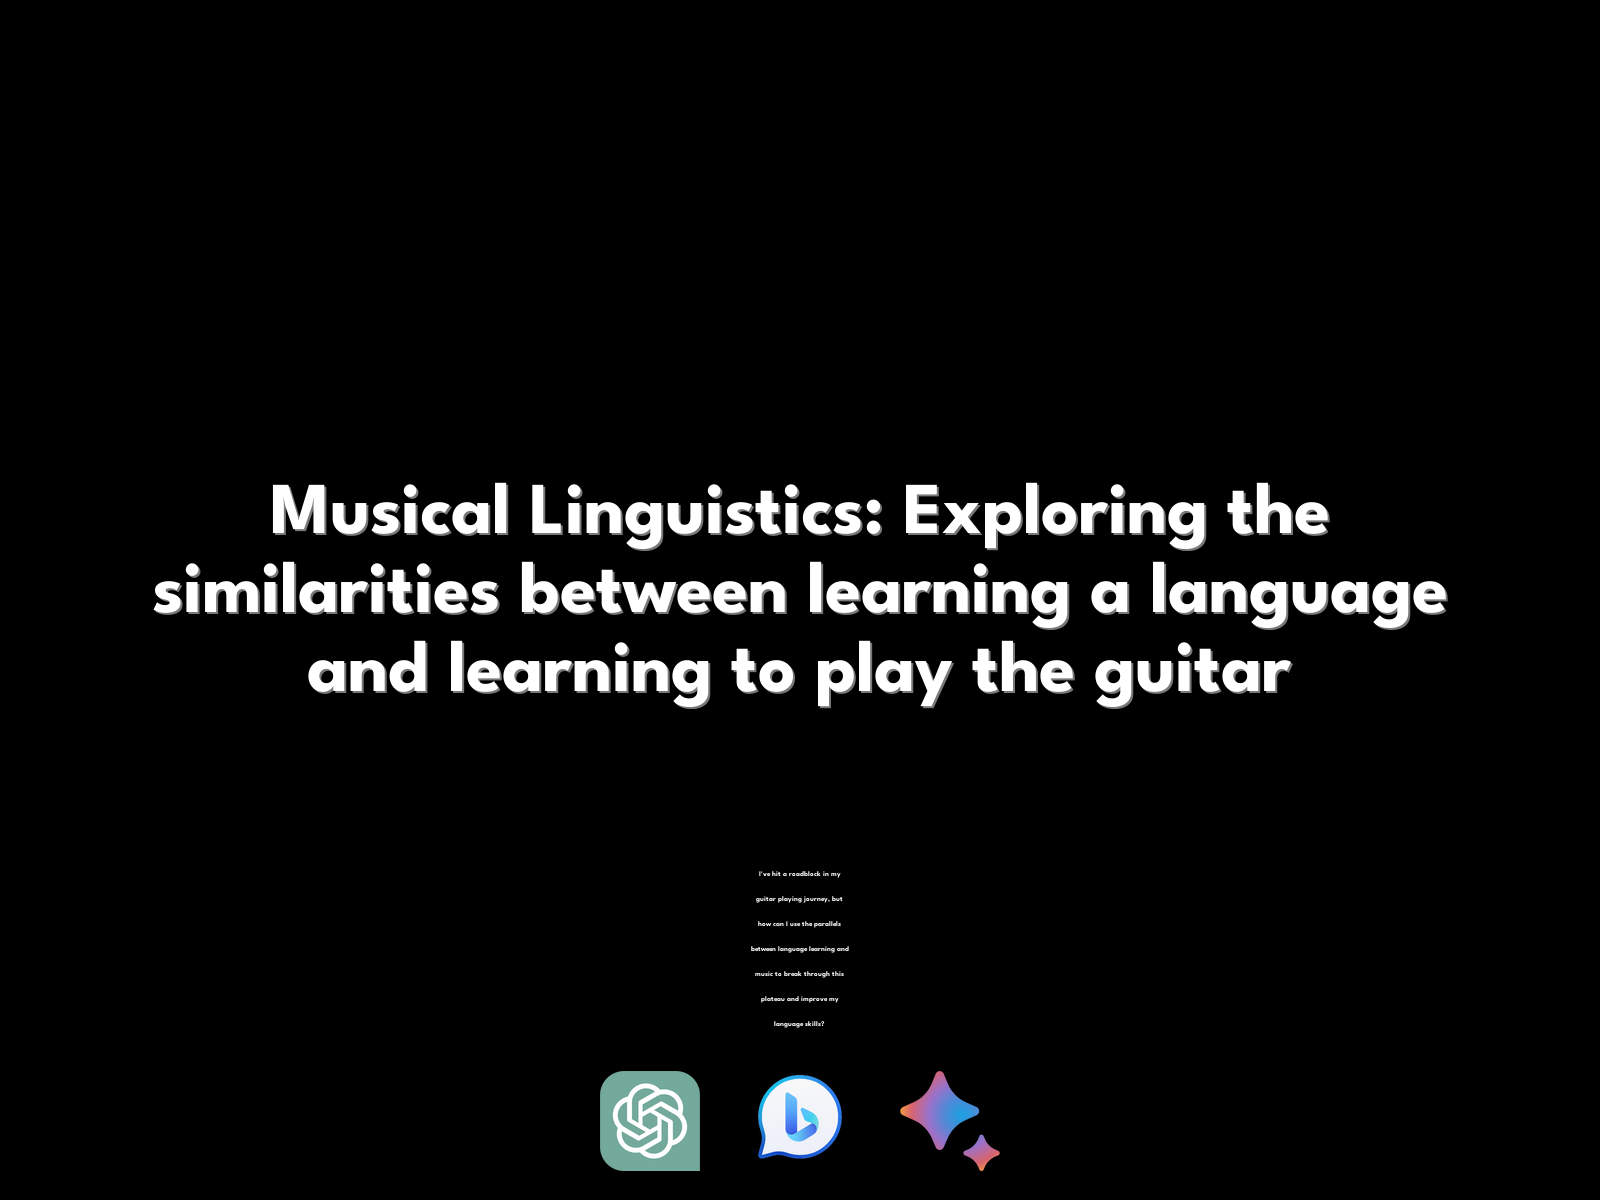 Musical Linguistics: Exploring the
similarities between learning a language
and learning to play the guitar
I've hit a roadblock in my
guitar playing journey, but
how can I use the parallels
between language learning and
music to break through this
plateau and improve my
language skills?